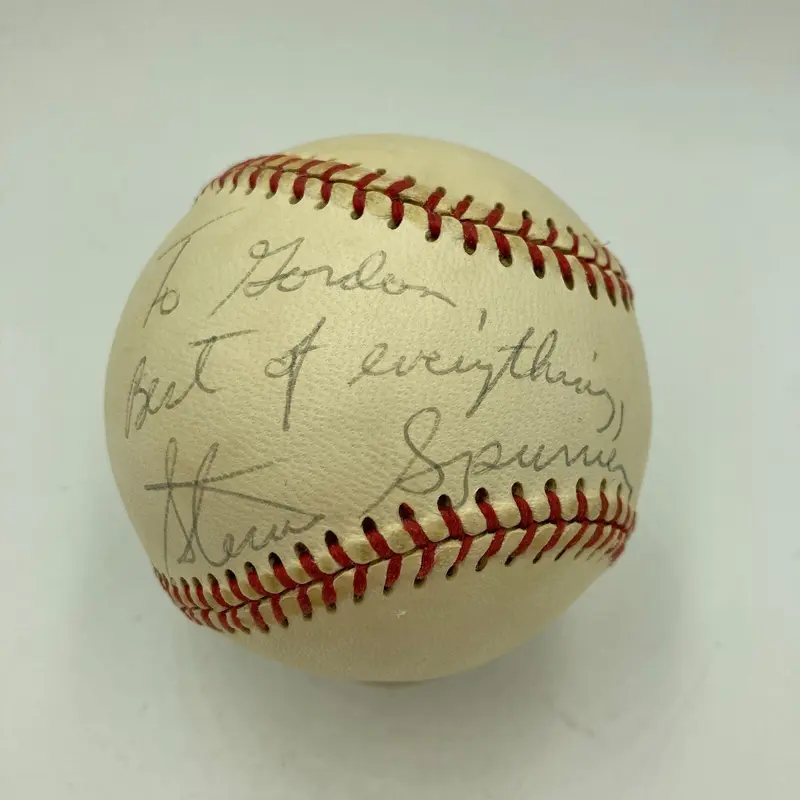 To Gordon,
Best of everything,
Steve Spurrier